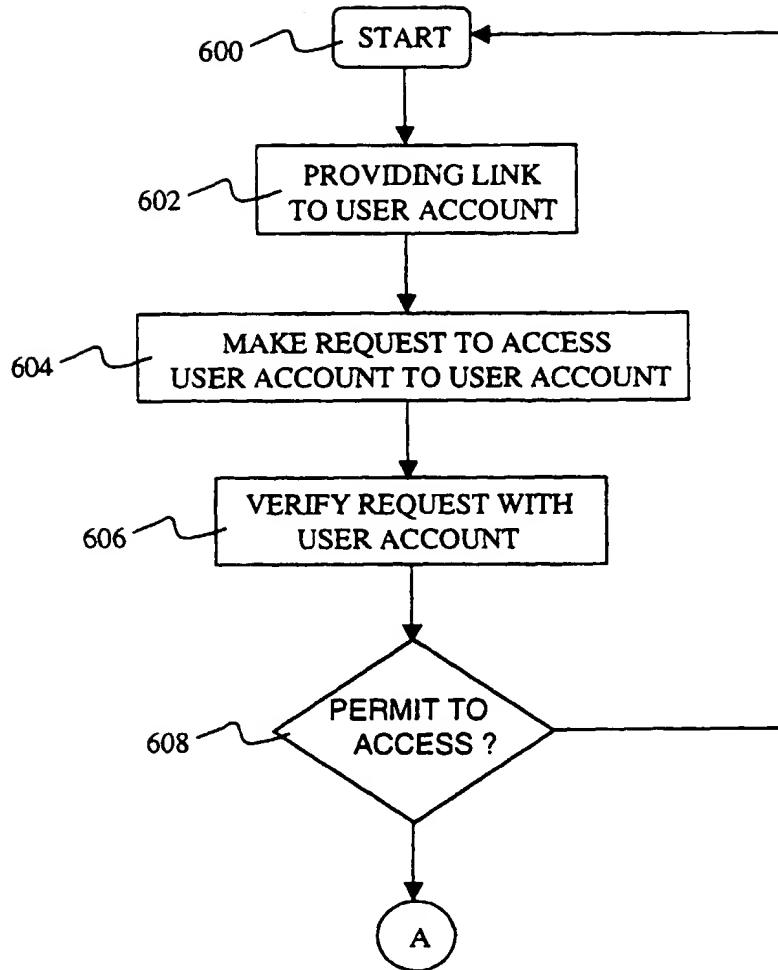 600
START
602
PROVIDING LINK
TO USER ACCOUNT
604
MAKE REQUEST TO ACCESS
USER ACCOUNT TO USER ACCOUNT
606
VERIFY REQUEST WITH
USER ACCOUNT
608
PERMIT TO
ACCESS ?
A